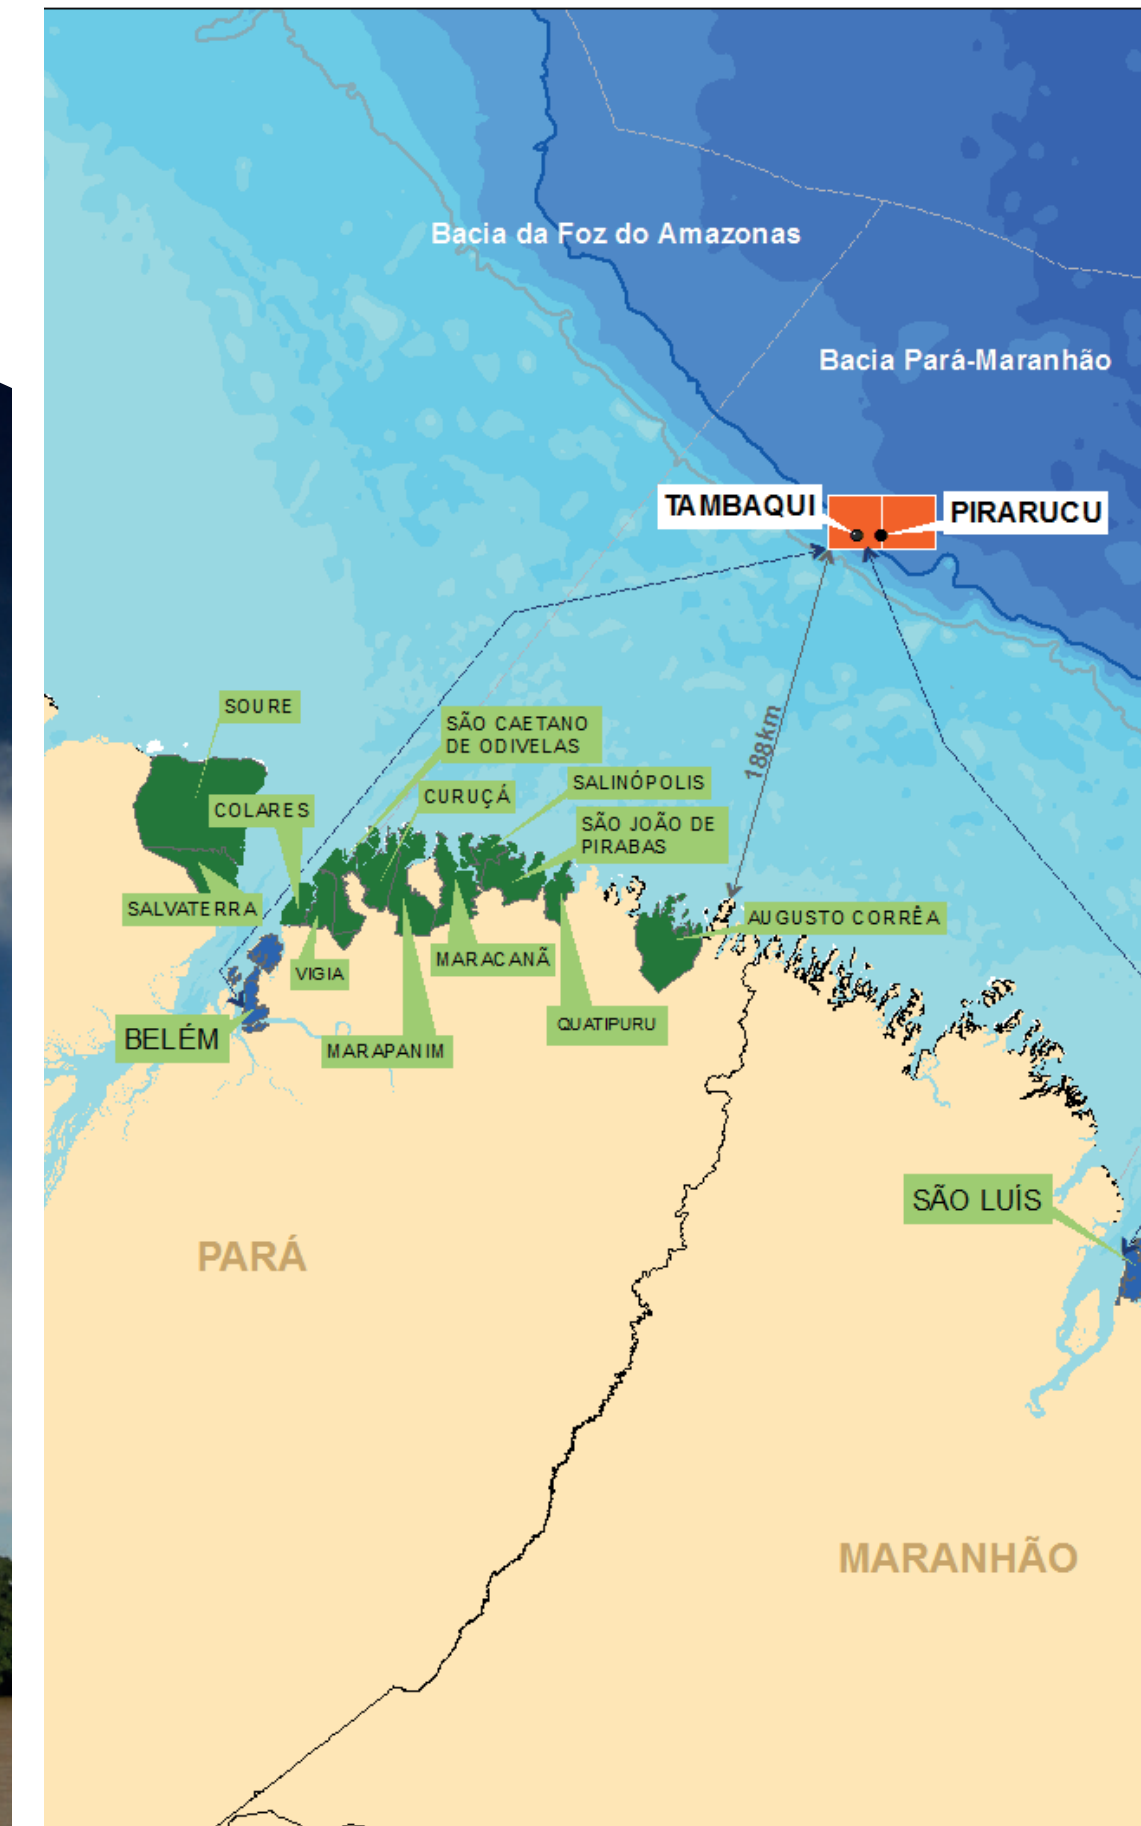 Bacia da Foz do Amazonas
Bacia Pará-Maranhão
TAMBAQUI
PIRARUCU
188km
SOURE
SÃO CAETANO
DE ODIVELAS
COLARES
CURUÇÁ
SALINÓPOLIS
SÃO JOÃO DE
PIRABAS
SALVATERRA
AUGUSTO CORRÊA
VIGIA
MARACANÃ
QUATIPURU
BELÉM
MARAPANIM
SÃO LUÍS
PARÁ
MARANHÃO